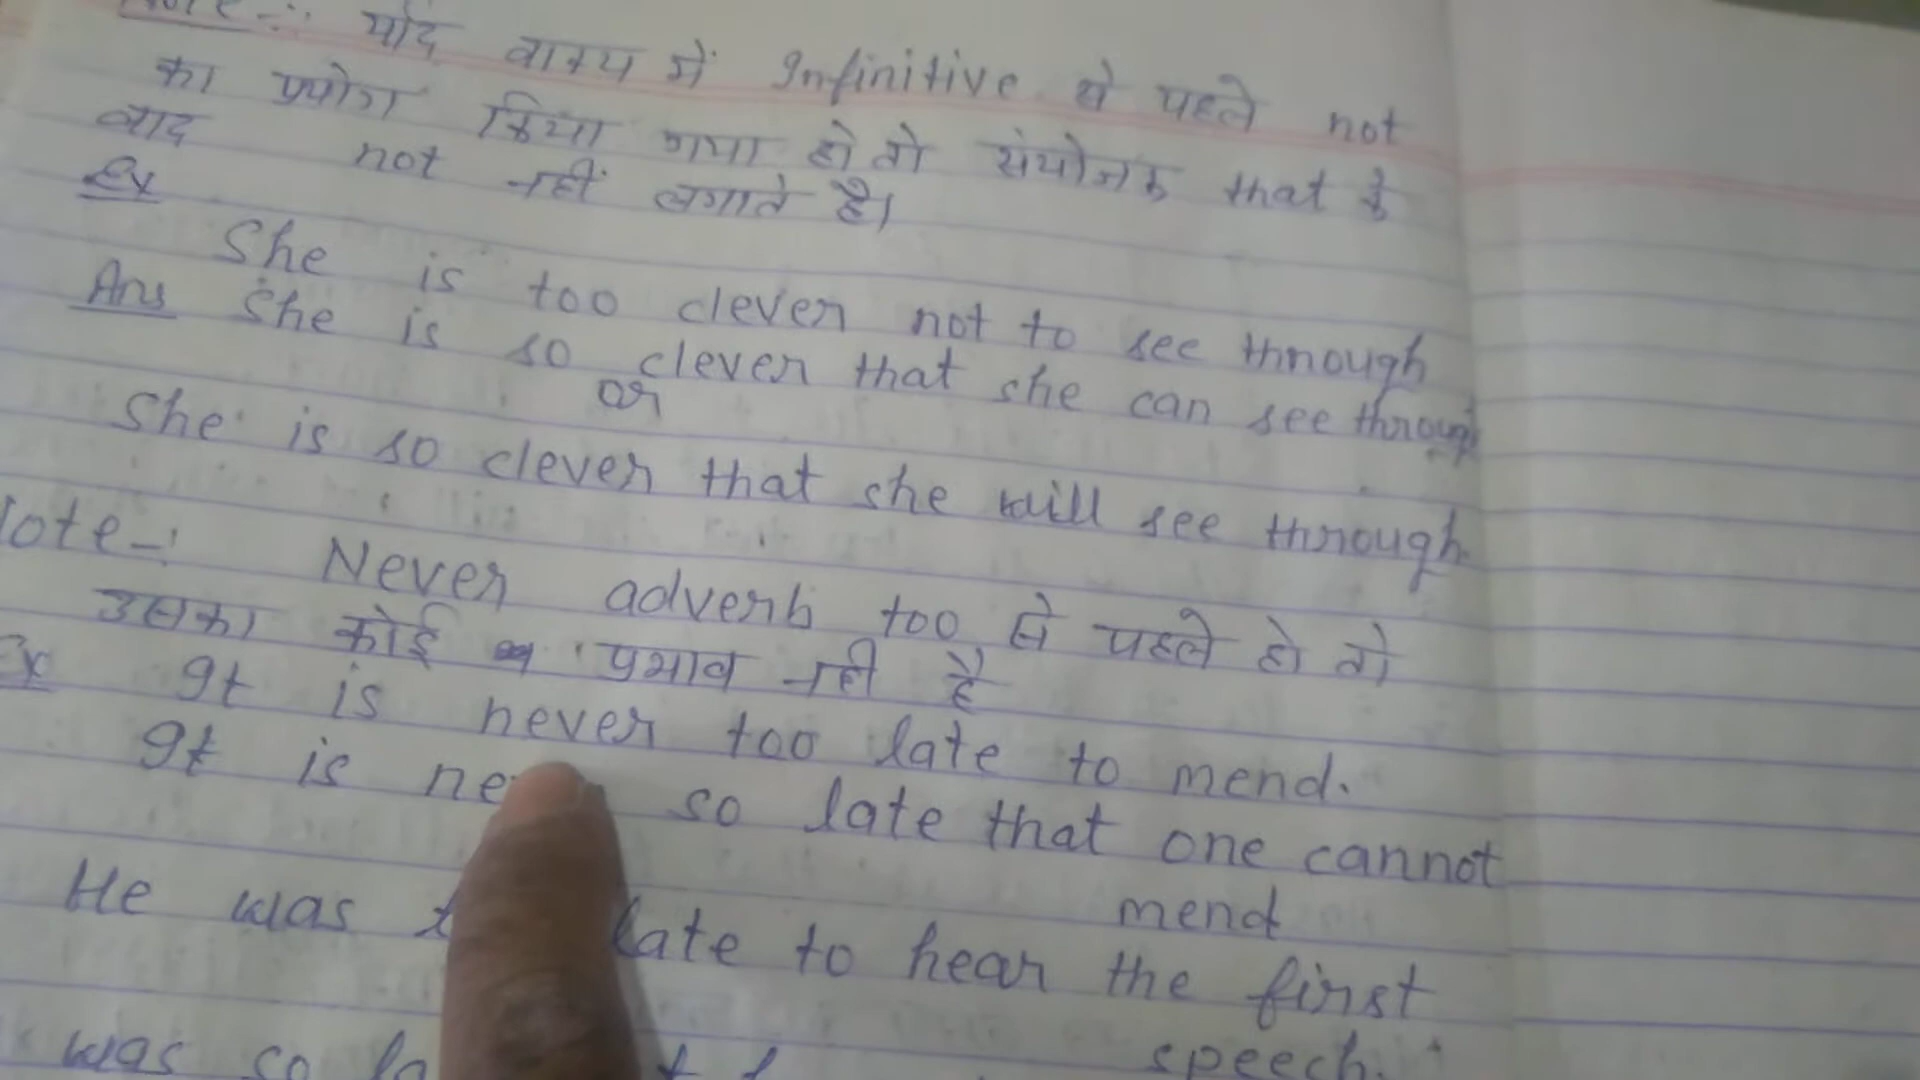 Note-: यदि वाक्य में Infinitive से पहले not
का प्रयोग किया गया हो तो संयोजक that के
बाद not नहीं लगाते है।
Ex
She is too clever not to see through
Ans She is so clever that she can see through
or
She is so clever that she will see through
Note-: Never adverb too से पहले हो तो
उसका कोई प्रभाव नही है
Ex It is never too late to mend.
It is so late that one cannot
mend
He was late to hear the first
speech.
was so